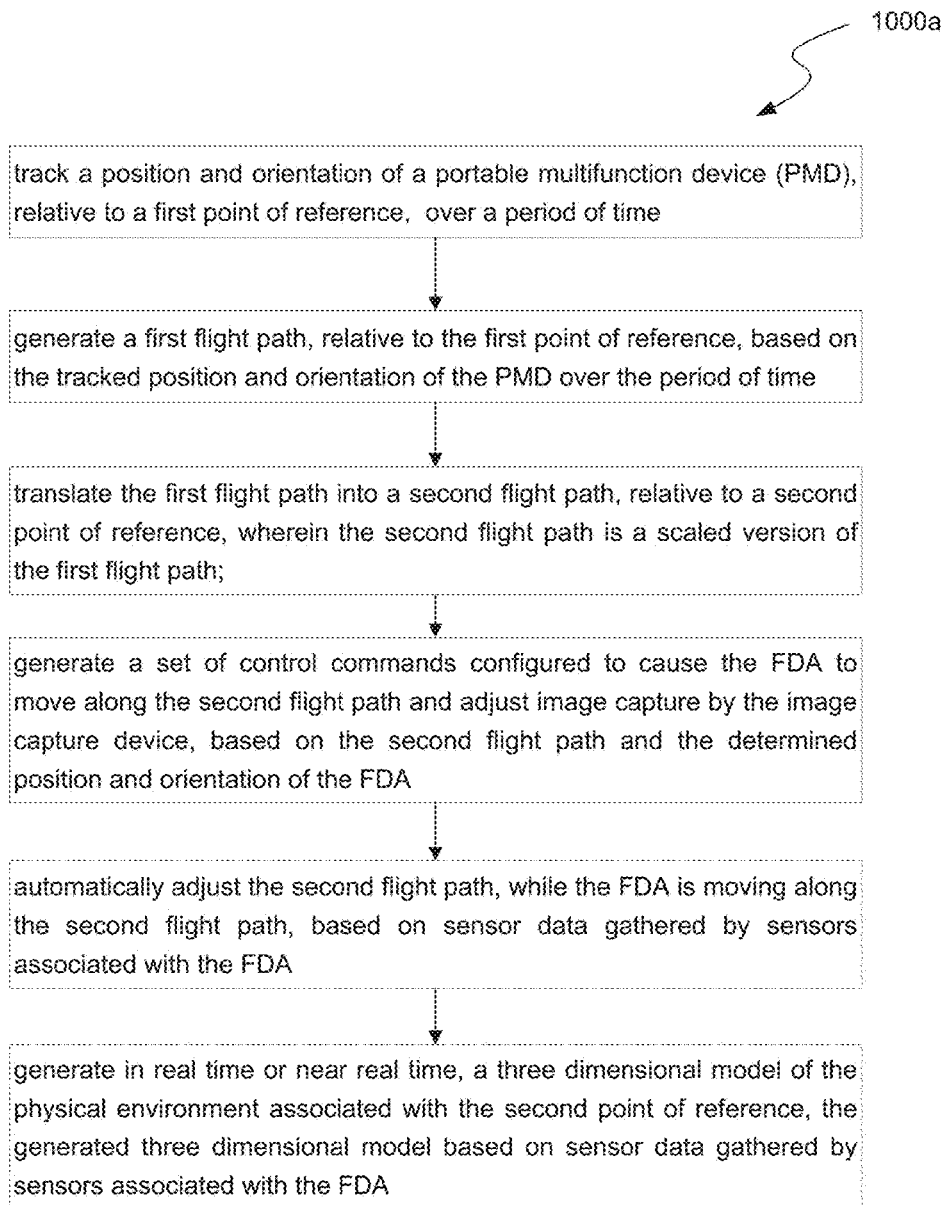 1000a
track a position and orientation of a portable multifunction device (PMD),
relative to a first point of reference, over a period of time
generate a first flight path, relative to the first point of reference, based on
the tracked position and orientation of the PMD over the period of time
translate the first flight path into a second flight path, relative to a second
point of reference, wherein the second flight path is a scaled version of
the first flight path;
generate a set of control commands configured to cause the FDA to
move along the second flight path and adjust image capture by the image
capture device, based on the second flight path and the determined
position and orientation of the FDA
automatically adjust the second flight path, while the FDA is moving along
the second flight path, based on sensor data gathered by sensors
associated with the FDA
generate in real time or near real time, a three dimensional model of the
physical environment associated with the second point of reference, the
generated three dimensional model based on sensor data gathered by
sensors associated with the FDA